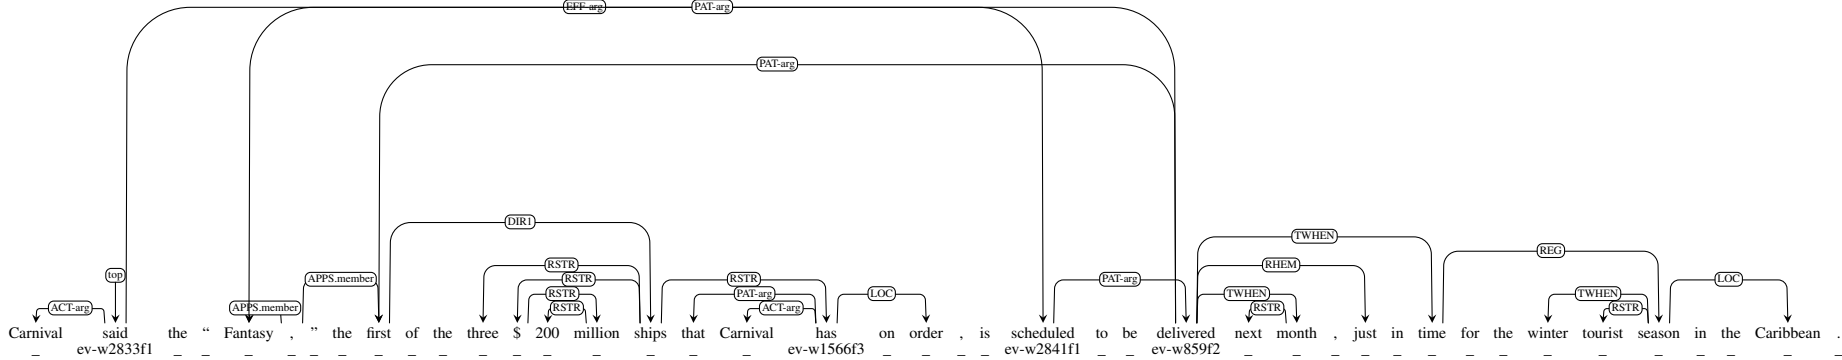 EFF-arg PAT-arg
PAT-arg
DIR1
TWHEN
REG
RSTR RHEM
top APPS.member RSTR RSTR PAT-arg LOC
RSTR PAT-arg LOC TWHEN TWHEN
ACT-arg APPS.member RSTR ACT-arg RSTR RSTR
Carnival said the “ Fantasy , ” the first of the three $ 200 million ships that Carnival has on order , is scheduled to be delivered next month , just in time for the winter tourist season in the Caribbean .
ev-w2833f1 ev-w1566f3 ev-w2841f1 ev-w859f2